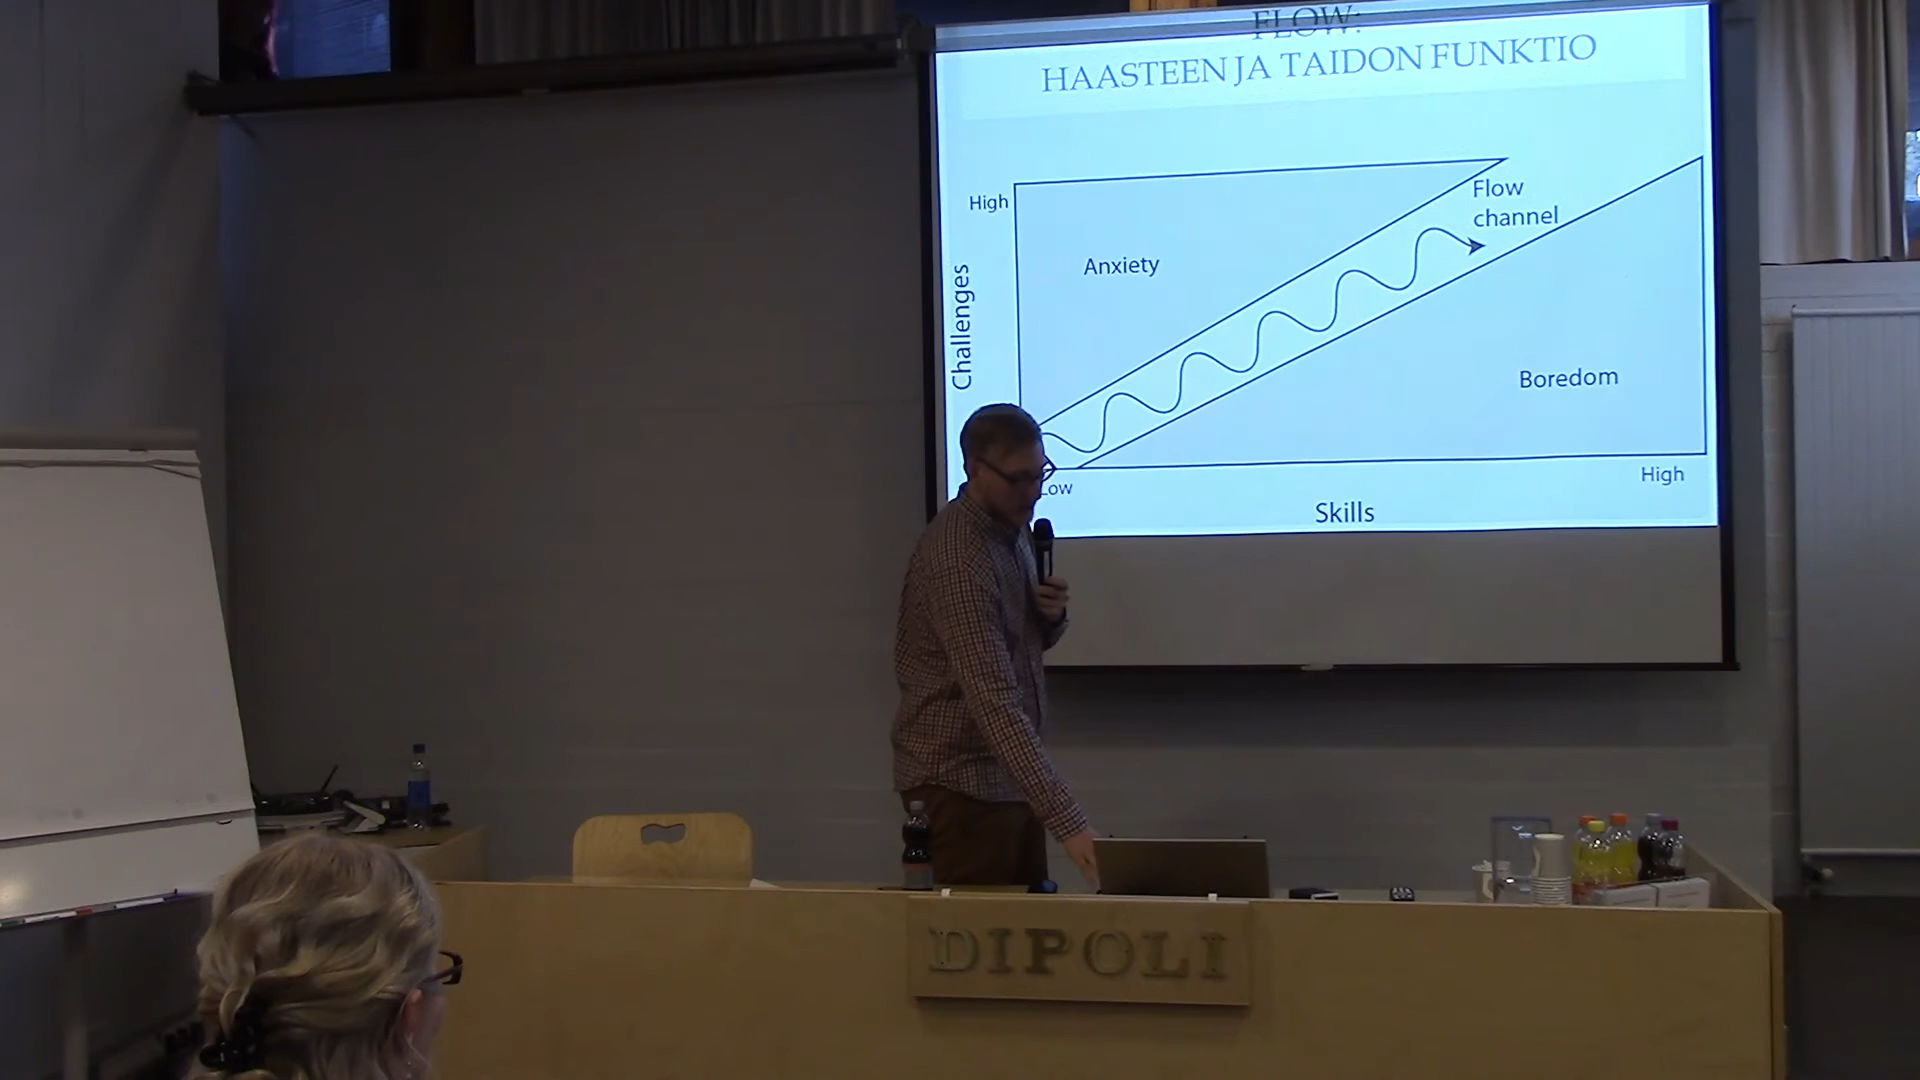 FLOW:
HAASTEEN JA TAIDON FUNKTIO
High
Flow
channel
Anxiety
Challenges
Boredom
Low
High
Skills
DIPOLI